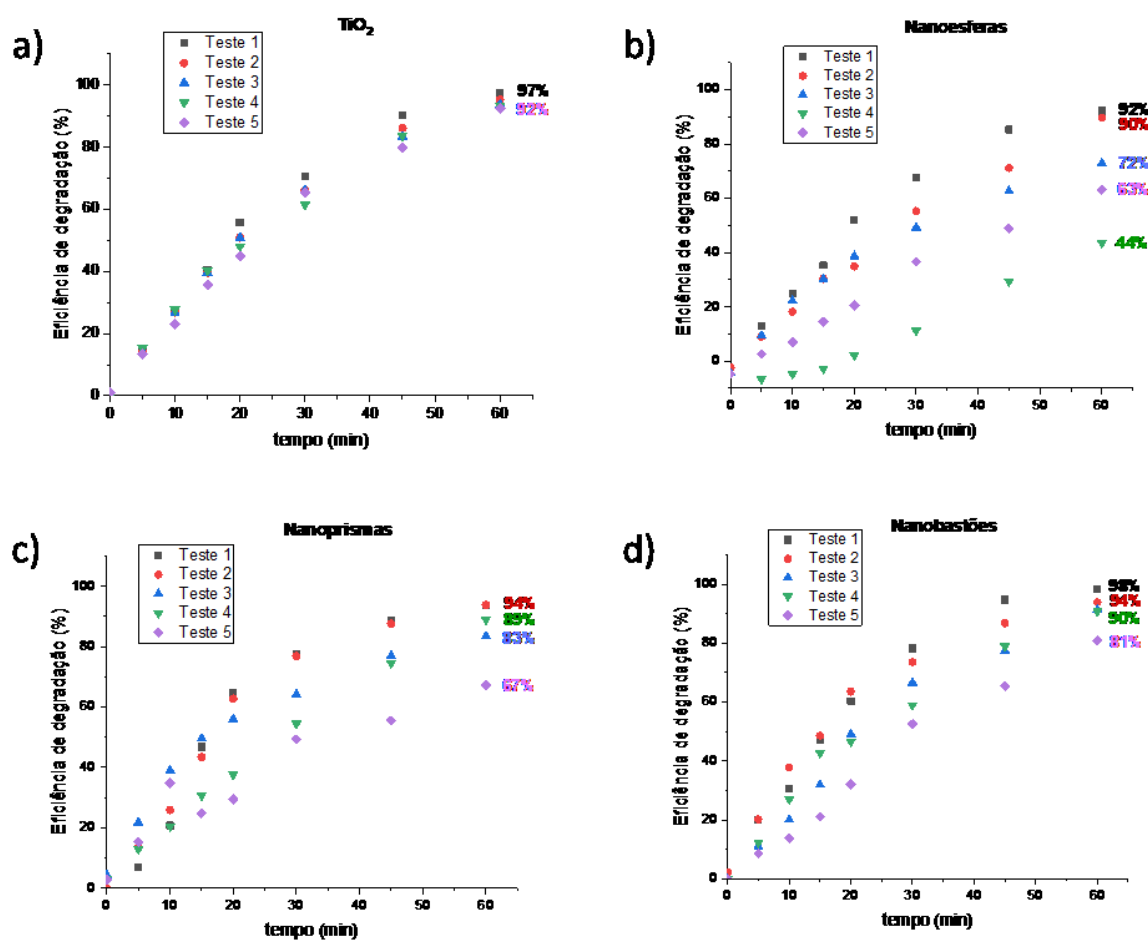 a)
TiO₂
Teste 1
Teste 2
Teste 3
Teste 4
Teste 5
Eficiência de degradação (%)
100
80
60
40
20
0
97%
92%
0 10 20 30 40 50 60
tempo (min)
b)
Nanoesferas
Teste 1
Teste 2
Teste 3
Teste 4
Teste 5
Eficiência de degradação (%)
100
80
60
40
20
0
92%
90%
72%
63%
44%
0 10 20 30 40 50 60
tempo (min)
c)
Nanoprismas
Teste 1
Teste 2
Teste 3
Teste 4
Teste 5
Eficiência de degradação (%)
100
80
60
40
20
0
94%
89%
83%
67%
0 10 20 30 40 50 60
tempo (min)
d)
Nanobastões
Teste 1
Teste 2
Teste 3
Teste 4
Teste 5
Eficiência de degradação (%)
100
80
60
40
20
0
98%
94%
90%
81%
0 10 20 30 40 50 60
tempo (min)